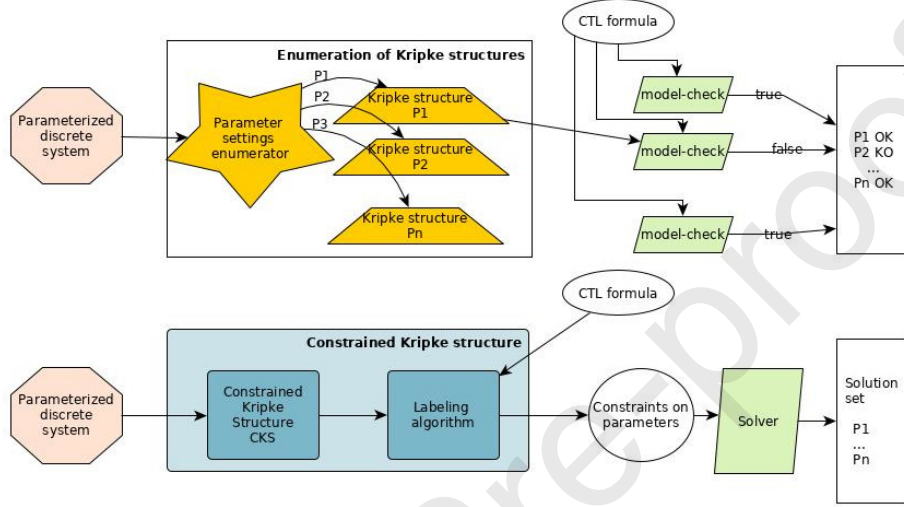 CTL formula
Enumeration of Kripke structures
P1
P2
P3
Parameterized
discrete
system
Parameter
settings
enumerator
Kripke structure
P1
Kripke structure
P2
Kripke structure
Pn
model-check
true
model-check
false
model-check
true
P1 OK
P2 KO
...
Pn OK
CTL formula
Constrained Kripke structure
Parameterized
discrete
system
Constrained
Kripke
Structure
CKS
Labeling
algorithm
Constraints on
parameters
Solver
Solution
set
P1
...
Pn
re-proo